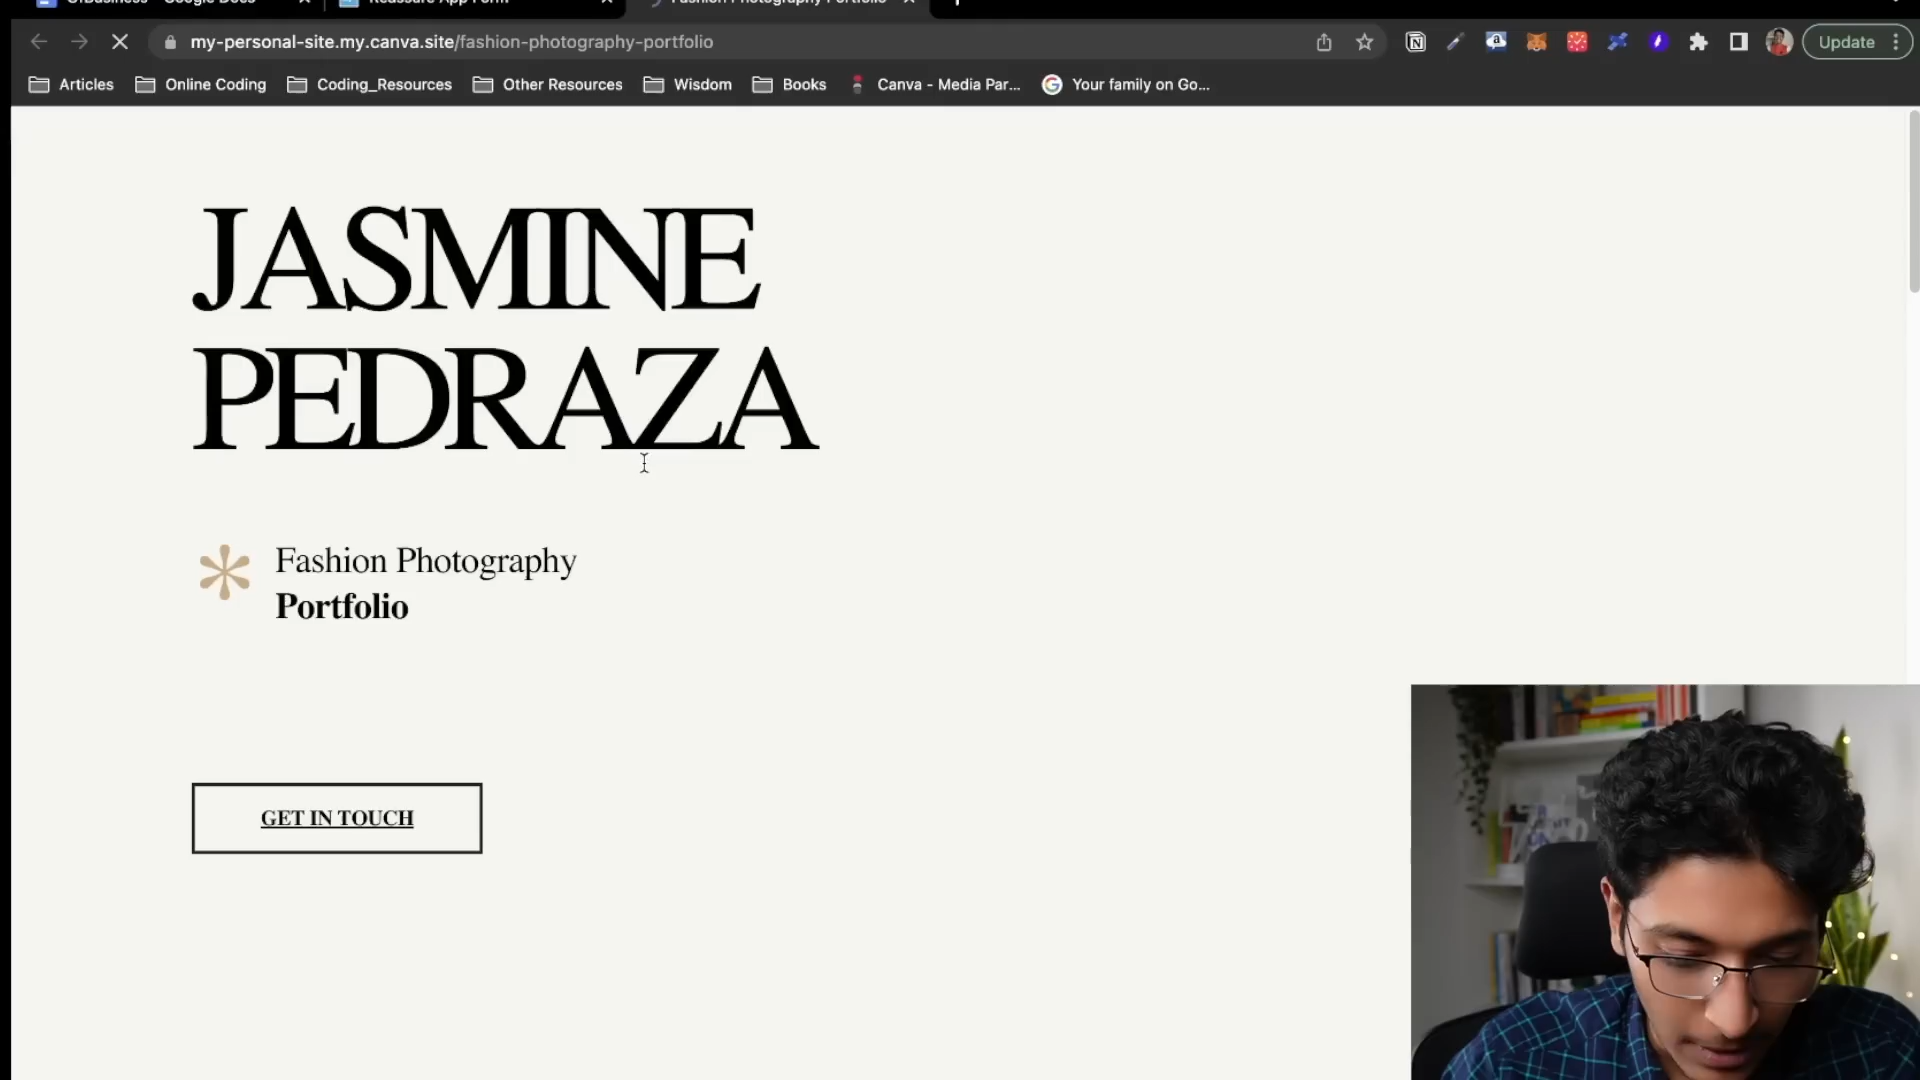 my-personal-site.my.canva.site/fashion-photography-portfolio
Update
Articles
Online Coding
Coding_Resources
Other Resources
Wisdom
Books
Canva - Media Par...
Your family on Go...
JASMINE
PEDRAZA
Fashion Photography
Portfolio
GET IN TOUCH